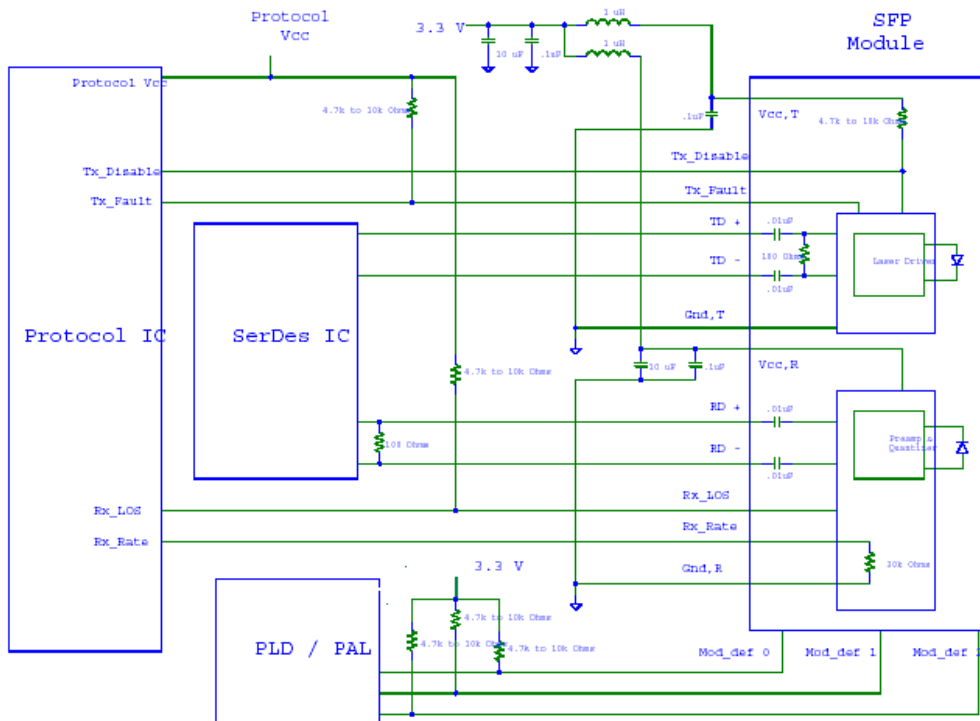 Protocol
Vcc
3.3 V
1 uH
SFP
Module
1 uH
10 uF
.1uF
Protocol Vcc
4.7k to 10k Ohms
.1uF
Vcc,T
4.7k to 10k Ohms
Tx_Disable
Tx_Disable
Tx_Fault
Tx_Fault
TD +
.01uF
TD -
100 Ohms
Laser Driver
.01uF
Gnd,T
Protocol IC
SerDes IC
4.7k to 10k Ohms
10 uF
.1uF
Vcc,R
RD +
.01uF
100 Ohms
RD -
Preamp &
Quantizer
.01uF
Rx_LOS
Rx_LOS
Rx_Rate
Rx_Rate
3.3 V
Gnd,R
30k Ohms
4.7k to 10k Ohms
PLD / PAL
4.7k to 10k Ohms
4.7k to 10k Ohms
Mod_def 0
Mod_def 1
Mod_def